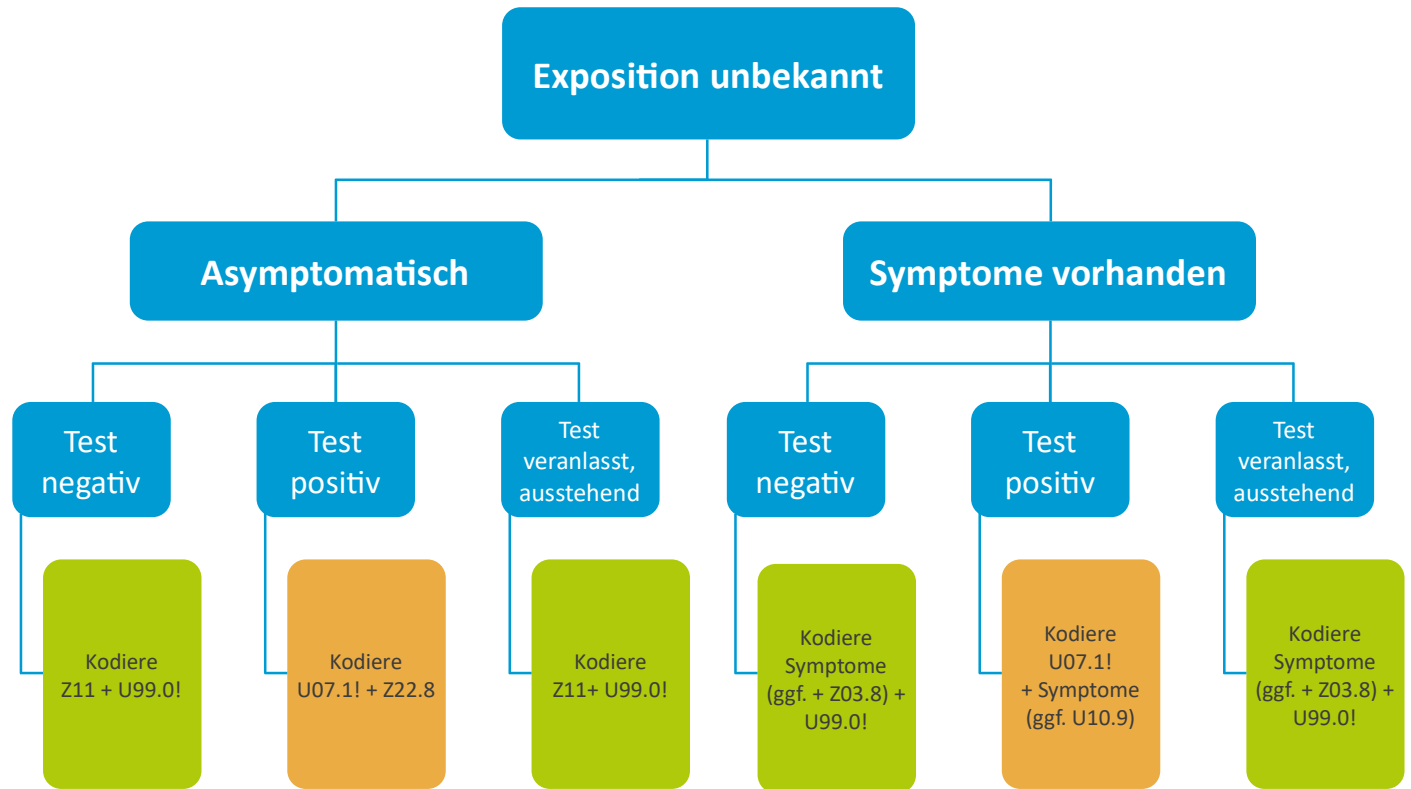 Exposition unbekannt
Asymptomatisch
Symptome vorhanden
Test
negativ
Test
positiv
Test
veranlasst,
ausstehend
Test
negativ
Test
positiv
Test
veranlasst,
ausstehend
Kodiere
Z11 + U99.0!
Kodiere
U07.1! + Z22.8
Kodiere
Z11+ U99.0!
Kodiere
Symptome
(ggf. + Z03.8) +
U99.0!
Kodiere
U07.1!
+ Symptome
(ggf. U10.9)
Kodiere
Symptome
(ggf. + Z03.8) +
U99.0!